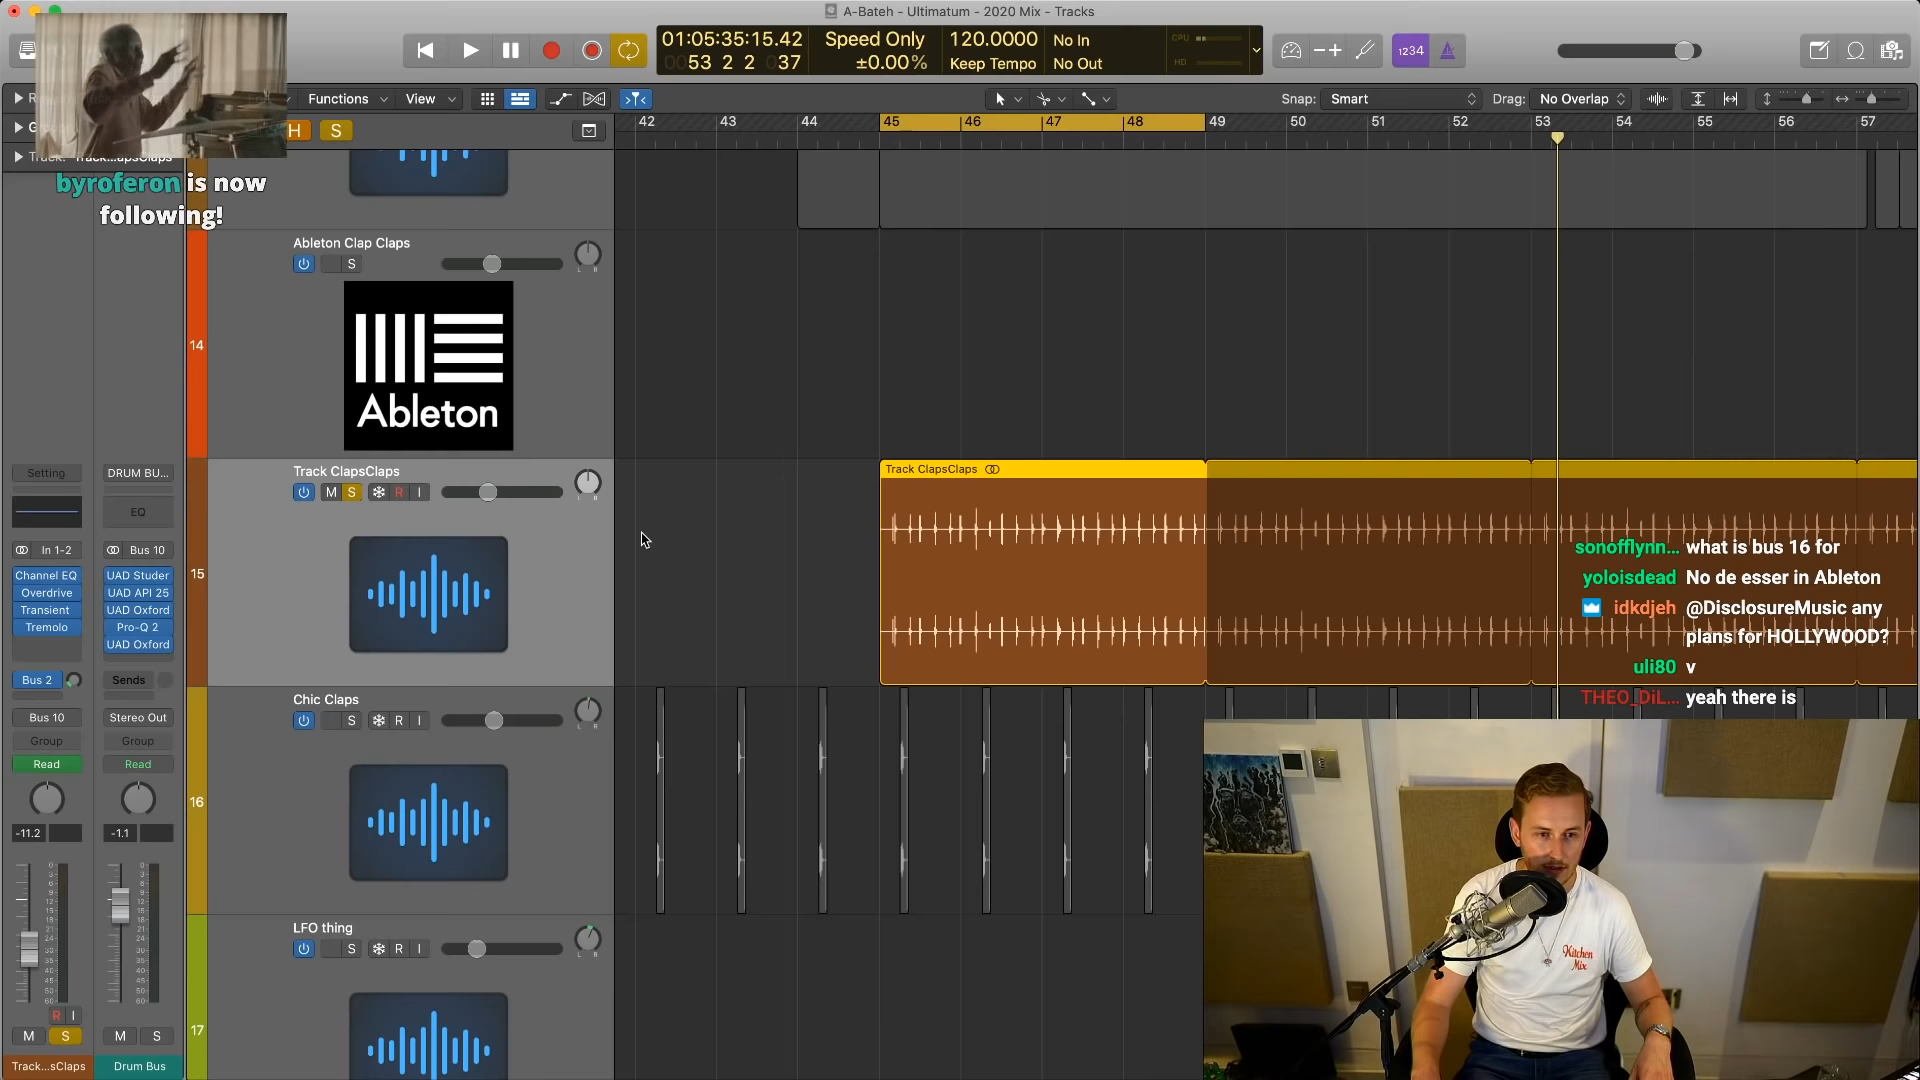 A-Bateh - Ultimatum - 2020 Mix - Tracks
01:05:35:15.42
53 2 2 037
Speed Only
±0.00%
120.0000
Keep Tempo
No In
No Out
CPU
HD
1234
Functions
View
Snap: Smart
Drag: No Overlap
H S
42 43 44 45 46 47 48 49 50 51 52 53 54 55 56 57
byroferon is now
following!
14
Ableton Clap Claps
S
L R
Ableton
15
Track ClapsClaps
M S R I
L R
Track ClapsClaps
16
Chic Claps
S R I
L R
17
LFO thing
S R I
L R
Setting
In 1-2
Channel EQ
Overdrive
Transient
Tremolo
Bus 2
Bus 10
Group
Read
-11.2
R I
M S
Track...sClaps
DRUM BU...
EQ
Bus 10
UAD Studer
UAD API 25
UAD Oxford
Pro-Q 2
UAD Oxford
Sends
Stereo Out
Group
Read
-1.1
M S
Drum Bus
sonofflynn... what is bus 16 for
yoloisdead No de esser in Ableton
idkdjeh @DisclosureMusic any
plans for HOLLYWOOD?
uli80 v
THEO_DiL... yeah there is
Kitchen
Mix